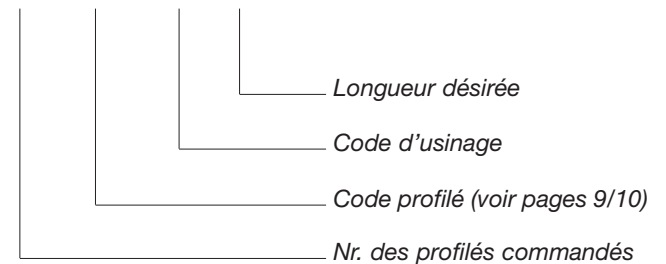 Longueur désirée
Code d’usinage
Code profilé (voir pages 9/10)
Nr. des profilés commandés